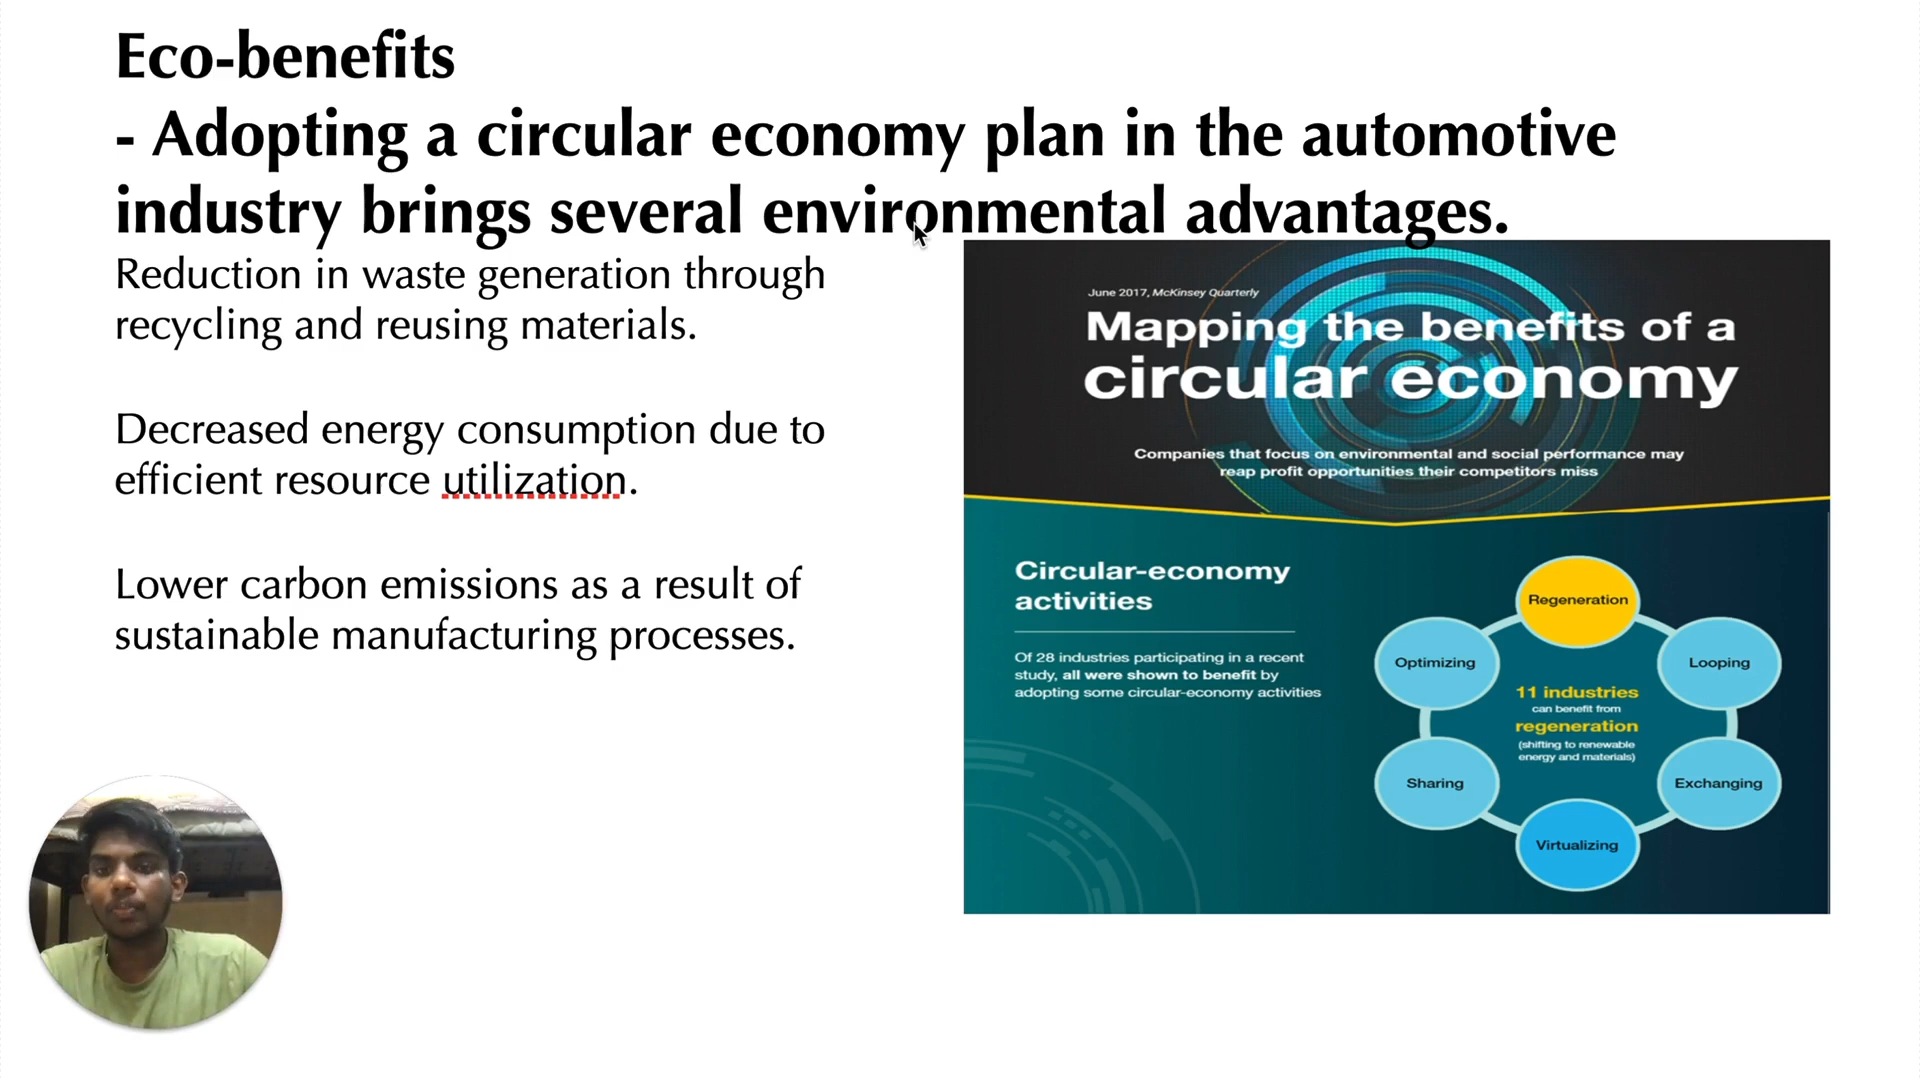 Eco-benefits
- Adopting a circular economy plan in the automotive
industry brings several environmental advantages.
Reduction in waste generation through
recycling and reusing materials.
Decreased energy consumption due to
efficient resource utilization.
Lower carbon emissions as a result of
sustainable manufacturing processes.
June 2017, McKinsey Quarterly
Mapping the benefits of a
circular economy
Companies that focus on environmental and social performance may
reap profit opportunities their competitors miss
Circular-economy
activities
Of 28 industries participating in a recent
study, all were shown to benefit by
adopting some circular-economy activities
Regeneration
Optimizing
Looping
11 industries
can benefit from
regeneration
(shifting to renewable
energy and materials)
Sharing
Exchanging
Virtualizing